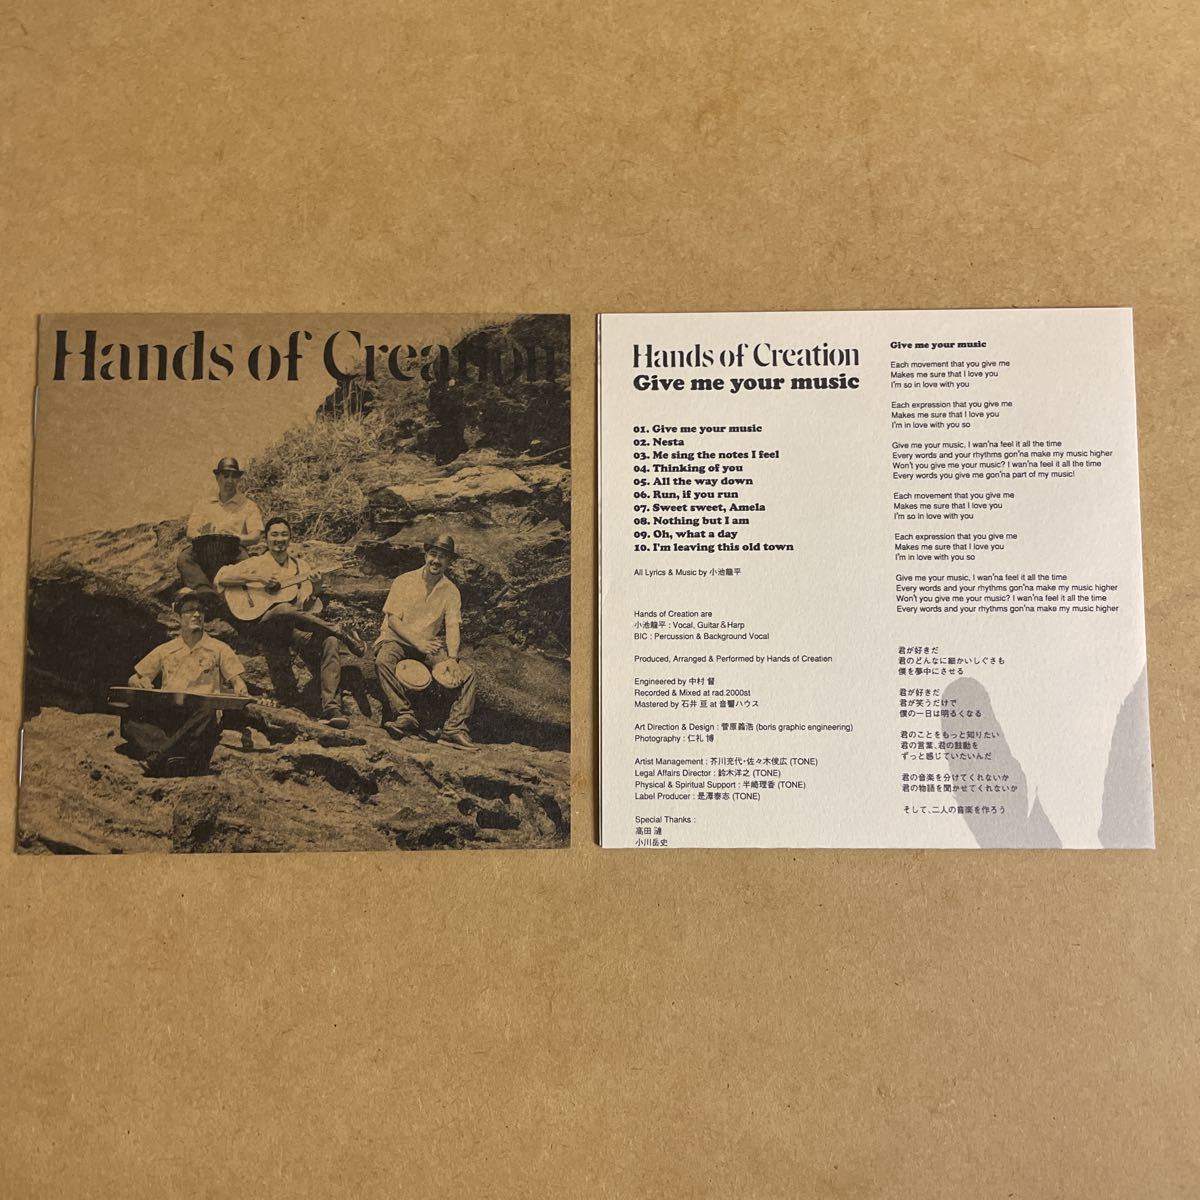 Hands of Creation
Hands of Creation
Give me your music
01. Give me your music
02. Nesta
03. Me sing the notes I feel
04. Thinking of you
05. All the way down
06. Run, if you run
07. Sweet sweet, Amela
08. Nothing but I am
09. Oh, what a day
10. I'm leaving this old town
All Lyrics & Music by 小池龍平
Hands of Creation are
小池龍平 : Vocal, Guitar&Harp
BIC : Percussion & Background Vocal
Produced, Arranged & Performed by Hands of Creation
Engineered by 中村 督
Recorded & Mixed at rad.2000st
Mastered by 石井 亘 at 音響ハウス
Art Direction & Design : 菅原義浩 (boris graphic engineering)
Photography : 仁礼 博
Artist Management : 芥川充代・佐々木俊広 (TONE)
Legal Affairs Director : 鈴木洋之 (TONE)
Physical & Spiritual Support : 半崎理香 (TONE)
Label Producer : 是澤泰志 (TONE)
Special Thanks :
高田 漣
小川岳史
Give me your music
Each movement that you give me
Makes me sure that I love you
I'm so in love with you
Each expression that you give me
Makes me sure that I love you
I'm in love with you so
Give me your music, I wan'na feel it all the time
Every words and your rhythms gon'na make my music higher
Won't you give me your music? I wan'na feel it all the time
Every words you give me gon'na part of my music!
Each movement that you give me
Makes me sure that I love you
I'm so in love with you
Each expression that you give me
Makes me sure that I love you
I'm in love with you so
Give me your music, I wan'na feel it all the time
Every words and your rhythms gon'na make my music higher
Won't you give me your music? I wan'na feel it all the time
Every words and your rhythms gon'na make my music higher
君が好きだ
君のどんなに細かいしぐさも
僕を夢中にさせる
君が好きだ
君が笑うだけで
僕の一日は明るくなる
君のことをもっと知りたい
君の言葉、君の鼓動を
ずっと感じていたいんだ
君の音楽を分けてくれないか
君の物語を聞かせてくれないか
そして、二人の音楽を作ろう